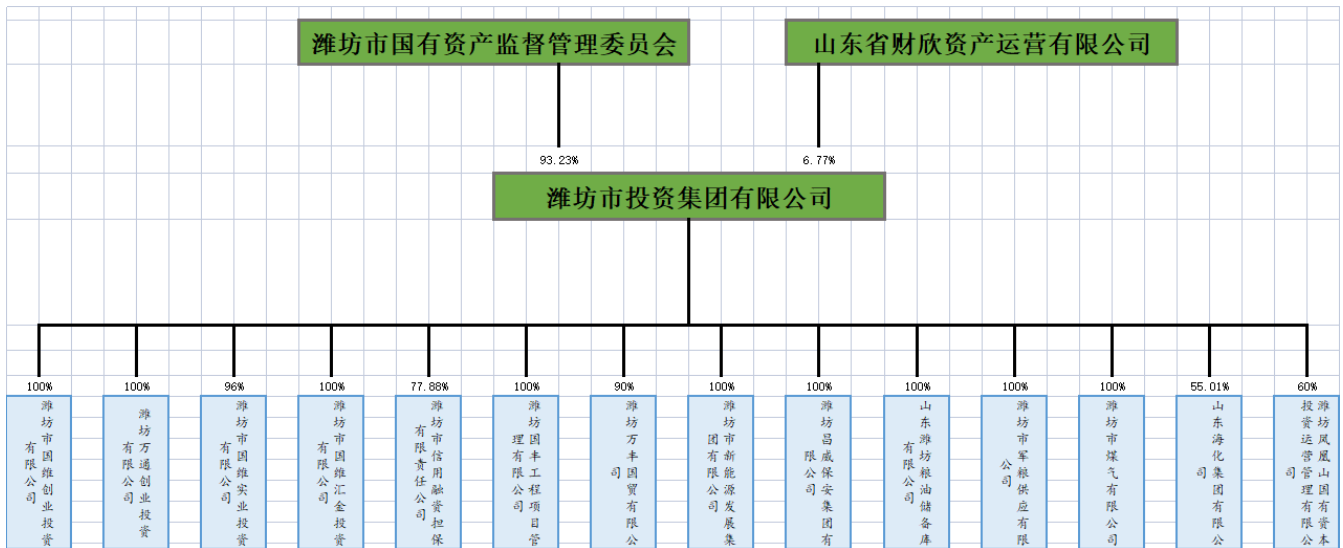 潍坊市国有资产监督管理委员会
山东省财欣资产运营有限公司
93.23%
6.77%
潍坊市投资集团有限公司
100%
100%
96%
100%
77.88%
100%
90%
100%
100%
100%
100%
100%
55.01%
60%
潍坊市国维创业投资
有限公司
潍坊万通创业投资
有限公司
潍坊市国维实业投资
有限公司
潍坊市国维汇金投资
有限公司
潍坊市信用融资担保
有限责任公司
潍坊国丰工程项目管
理有限公司
潍坊万丰国贸有限公
司
潍坊市新能源发展集
团有限公司
潍坊昌威保安集团有
限公司
山东潍坊粮油储备库
有限公司
潍坊市军粮供应有限
公司
潍坊市煤气有限公司
山东海化集团有限公
司
潍坊凤凰山国有资本
投资运营管理有限公
司